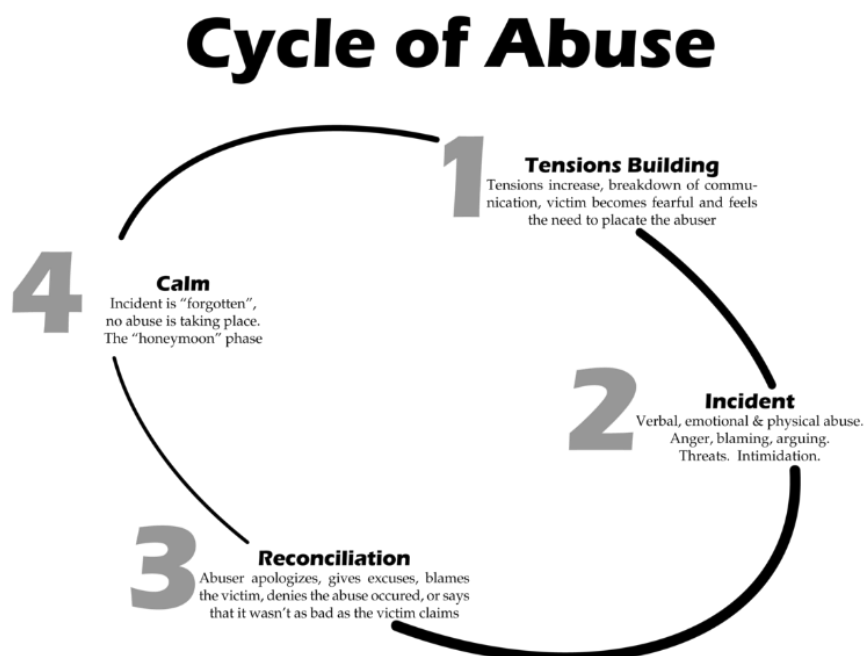 Cycle of Abuse
1
Tensions Building
Tensions increase, breakdown of commu-
nication, victim becomes fearful and feels
the need to placate the abuser
2
Incident
Verbal, emotional & physical abuse.
Anger, blaming, arguing.
Threats. Intimidation.
3
Reconciliation
Abuser apologizes, gives excuses, blames
the victim, denies the abuse occured, or says
that it wasn't as bad as the victim claims
4
Calm
Incident is “forgotten”,
no abuse is taking place.
The “honeymoon” phase